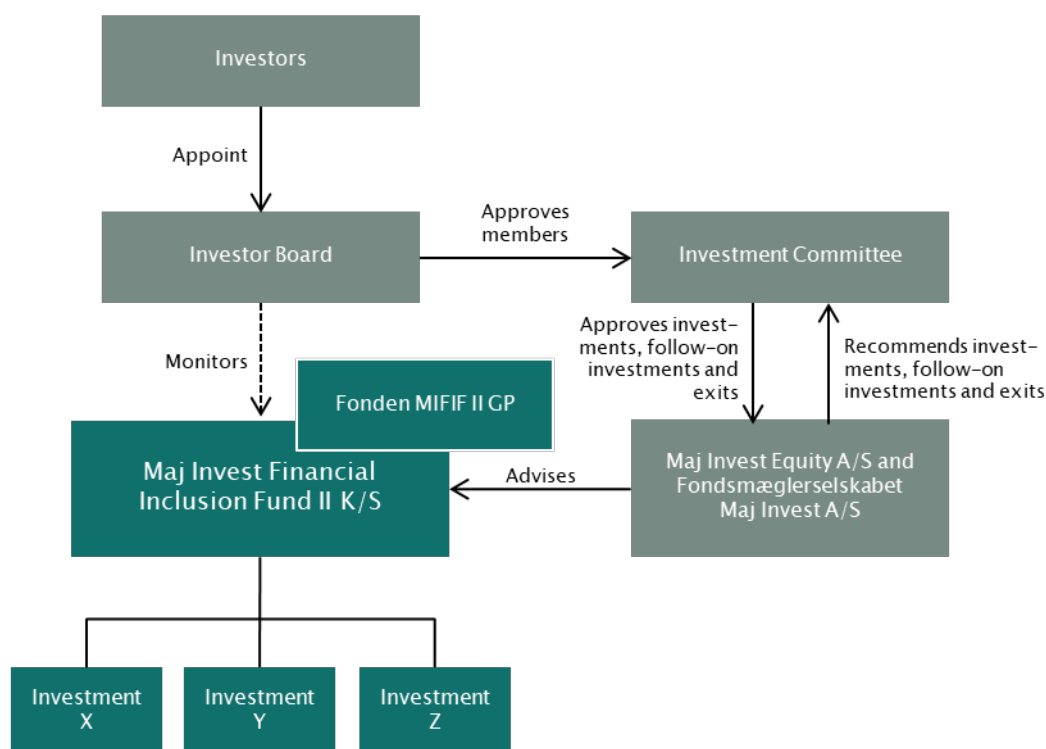 Investors
Appoint
Investor Board
Approves
members
Investment Committee
Monitors
Approves invest-
ments, follow-on
investments and
exits
Recommends invest-
ments, follow-on
investments and exits
Fonden MIFIF II GP
Maj Invest Financial
Inclusion Fund II K/S
Advises
Maj Invest Equity A/S and
Fondsmæglerselskabet
Maj Invest A/S
Investment
X
Investment
Y
Investment
Z